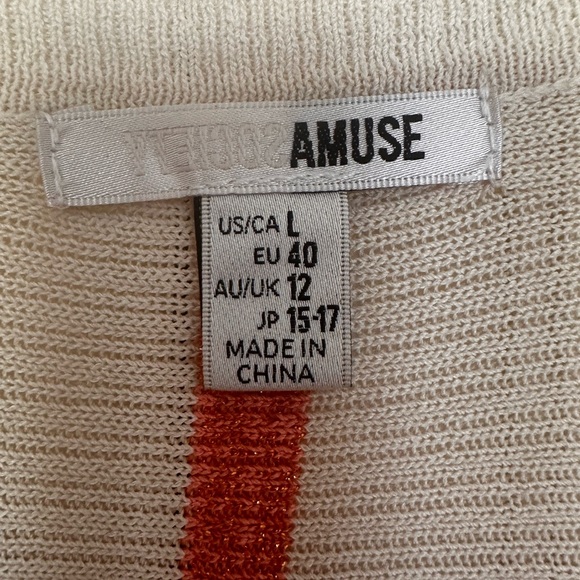 AMUSE
US/CA L
EU 40
AU/UK 12
JP 15-17
MADE IN
CHINA